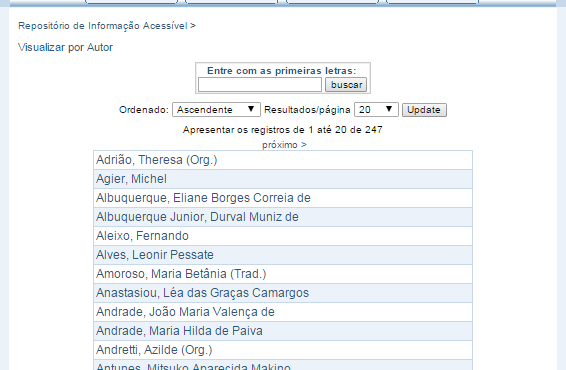 Repositório de Informação Acessível >
Visualizar por Autor
Entre com as primeiras letras:
buscar
Ordenado: Ascendente Resultados/página 20 Update
Apresentar os registros de 1 até 20 de 247
próximo >
Adrião, Theresa (Org.)
Agier, Michel
Albuquerque, Eliane Borges Correia de
Albuquerque Junior, Durval Muniz de
Aleixo, Fernando
Alves, Leonir Pessate
Amoroso, Maria Betânia (Trad.)
Anastasiou, Léa das Graças Camargos
Andrade, João Maria Valença de
Andrade, Maria Hilda de Paiva
Andretti, Azilde (Org.)
Antunes, Mitsuko Aparecida Makino